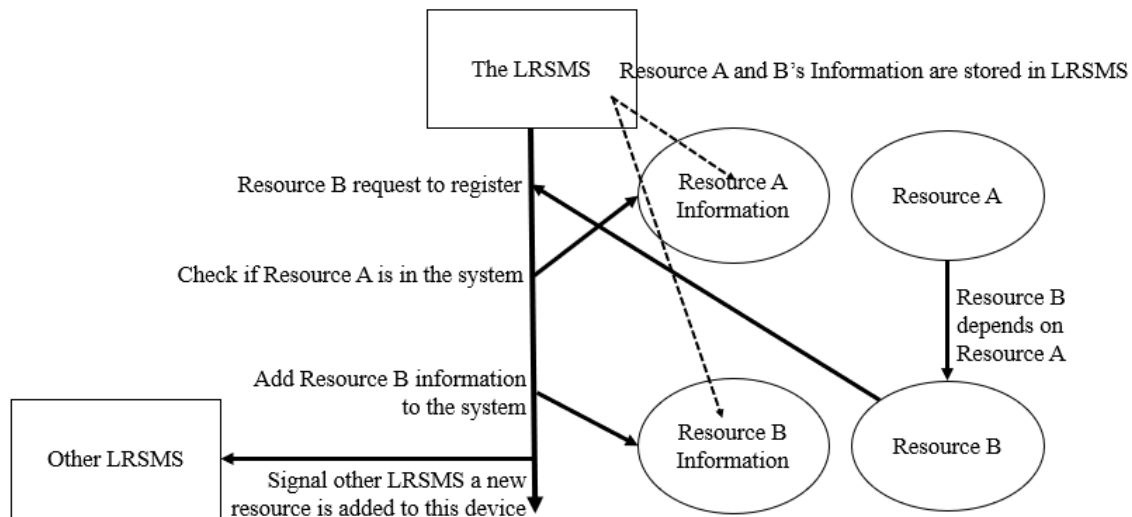 The LRSMS
Resource A and B’s Information are stored in LRSMS
Resource B request to register
Resource A
Information
Resource A
Check if Resource A is in the system
Resource B
depends on
Resource A
Add Resource B information
to the system
Other LRSMS
Resource B
Information
Resource B
Signal other LRSMS a new
resource is added to this device